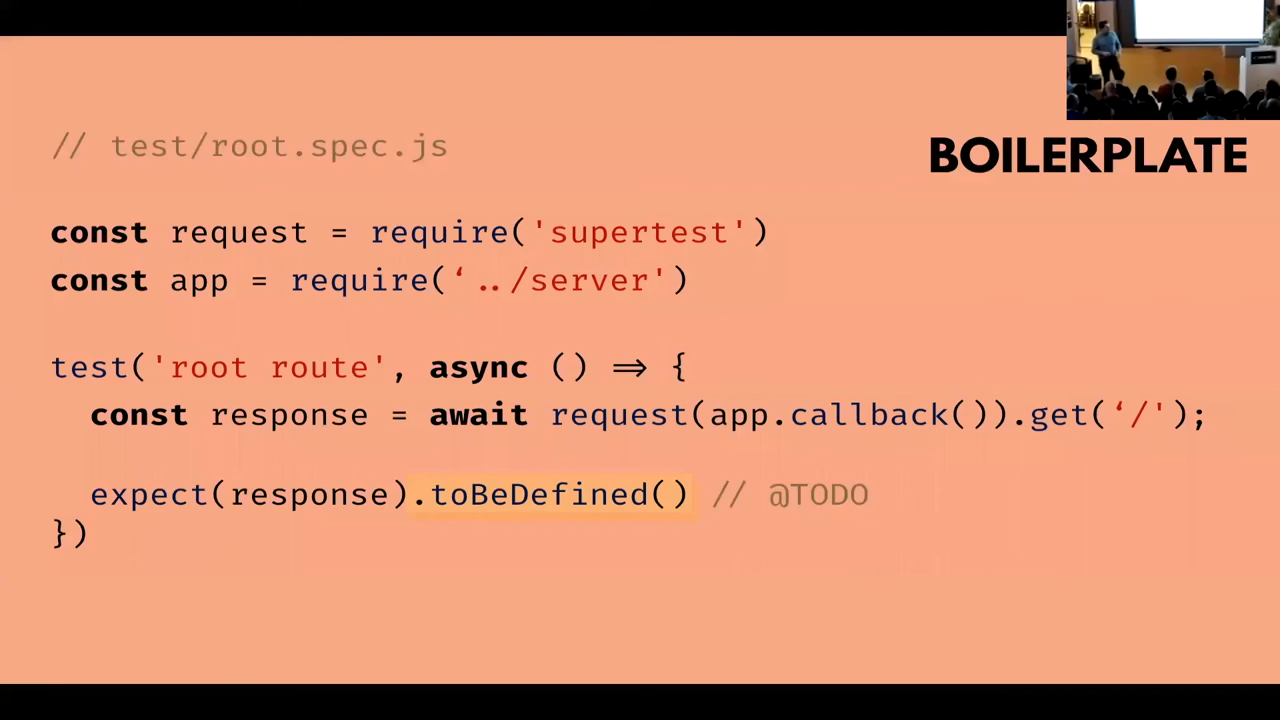 // test/root.spec.js
BOILERPLATE
const request = require('supertest')
const app = require(‘../server')
test('root route', async () => {
  const response = await request(app.callback()).get(‘/');
  expect(response).toBeDefined() // @TODO
})